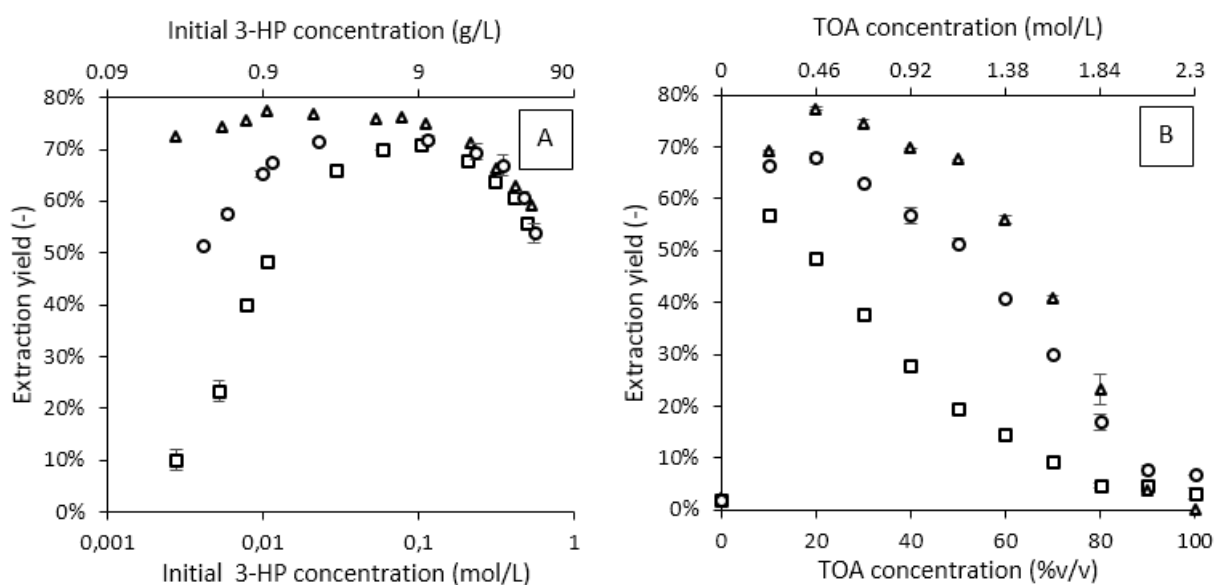 Initial 3-HP concentration (g/L)
0.09 0.9 9 90
80%
70%
60%
50%
40%
30%
20%
10%
0%
Extraction yield (-)
A
0,001 0,01 0,1 1
Initial 3-HP concentration (mol/L)
TOA concentration (mol/L)
0 0.46 0.92 1.38 1.84 2.3
80%
70%
60%
50%
40%
30%
20%
10%
0%
Extraction yield (-)
B
0 20 40 60 80 100
TOA concentration (%v/v)